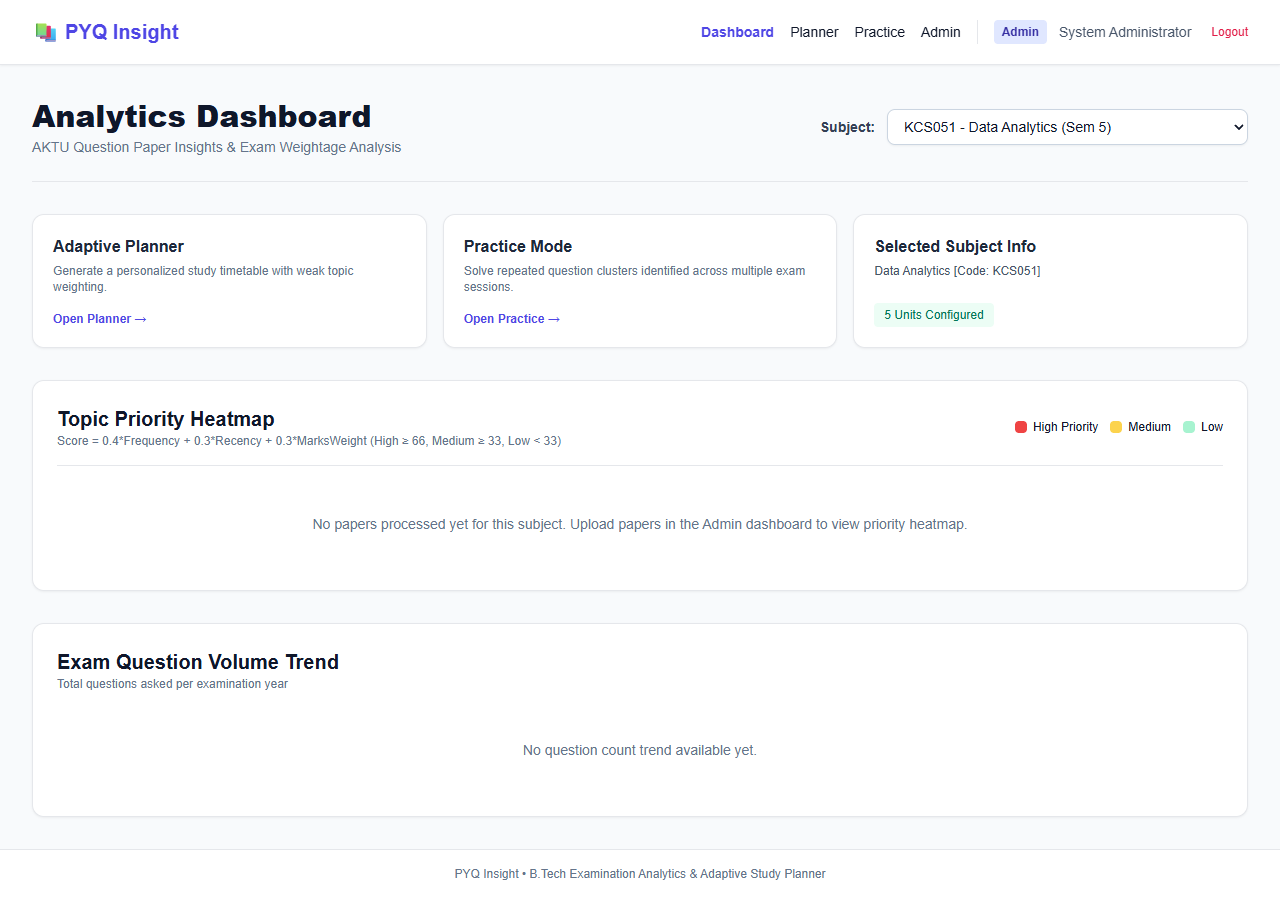 PYQ Insight
Dashboard Planner Practice Admin Admin System Administrator Logout
Analytics Dashboard
AKTU Question Paper Insights & Exam Weightage Analysis
Subject: KCS051 - Data Analytics (Sem 5)
Adaptive Planner
Generate a personalized study timetable with weak topic
weighting.
Open Planner →
Practice Mode
Solve repeated question clusters identified across multiple exam
sessions.
Open Practice →
Selected Subject Info
Data Analytics [Code: KCS051]
5 Units Configured
Topic Priority Heatmap
Score = 0.4*Frequency + 0.3*Recency + 0.3*MarksWeight (High ≥ 66, Medium ≥ 33, Low < 33)
High Priority Medium Low
No papers processed yet for this subject. Upload papers in the Admin dashboard to view priority heatmap.
Exam Question Volume Trend
Total questions asked per examination year
No question count trend available yet.
PYQ Insight • B.Tech Examination Analytics & Adaptive Study Planner